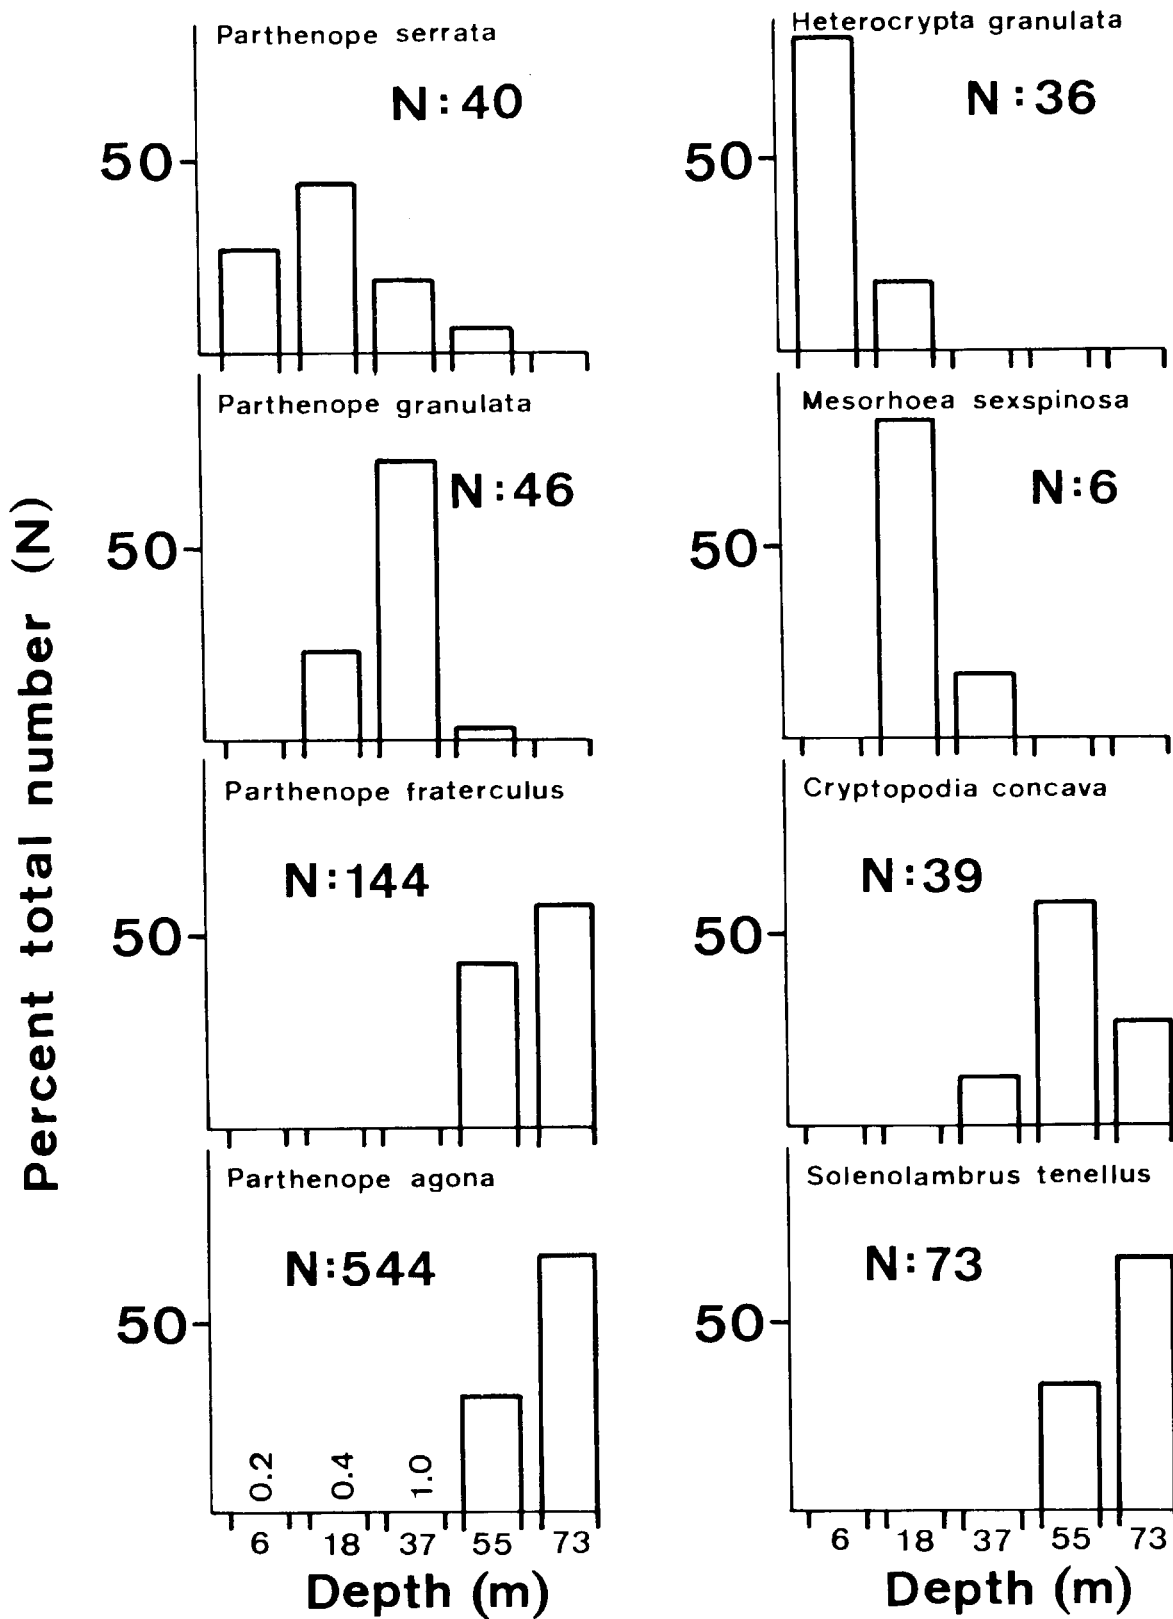 Percent total number (N)
Parthenope serrata
N:40
50
Parthenope granulata
N:46
50
Parthenope fraterculus
N:144
50
Parthenope agona
N:544
50
0.2
0.4
1.0
6 18 37 55 73
Depth (m)
Heterocrypta granulata
N:36
50
Mesorhoea sexspinosa
N:6
50
Cryptopodia concava
N:39
50
Solenolambrus tenellus
N:73
50
6 18 37 55 73
Depth (m)